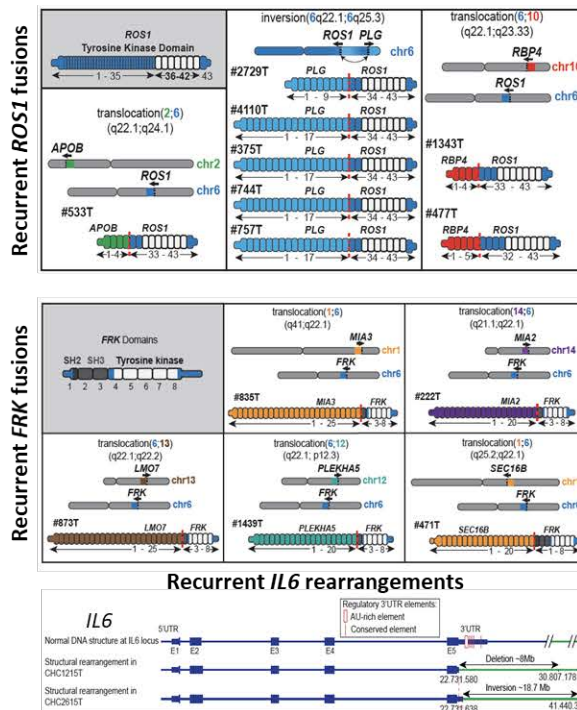 Recurrent ROS1 fusions
ROS1
Tyrosine Kinase Domain
1 - 35
36-42
43
translocation(2;6)
(q22.1;q24.1)
APOB
chr2
ROS1
chr6
#533T
APOB
ROS1
1-4
33 - 43
inversion(6q22.1;6q25.3)
ROS1
PLG
chr6
#2729T
PLG
ROS1
1 - 9
34 - 43
#4110T
PLG
ROS1
1 - 17
34 - 43
#375T
PLG
ROS1
1 - 17
34 - 43
#744T
PLG
ROS1
1 - 17
34 - 43
#757T
PLG
ROS1
1 - 17
34 - 43
translocation(6;10)
(q22.1;q23.33)
RBP4
ROS1
chr6
#1343T
RBP4
ROS1
1-4
33 - 43
#477T
RBP4
ROS1
1 - 5
32 - 43
Recurrent FRK fusions
FRK Domains
SH2
SH3
Tyrosine kinase
1 2 3 4 5 6 7 8
translocation(1;6)
(q41;q22.1)
MIA3
chr1
FRK
chr6
#835T
MIA3
FRK
1 - 25
3-8
translocation(14;6)
(q21.1;q22.1)
MIA2
chr14
FRK
chr6
#222T
MIA2
FRK
1 - 20
3-8
translocation(6;13)
(q22.1;q22.2)
LMO7
chr13
FRK
chr6
#873T
LMO7
FRK
1 - 25
3 - 8
translocation(6;12)
(q22.1; p12.3)
PLEKHA5
chr12
FRK
chr6
#1439T
PLEKHA5
FRK
1 - 20
3 - 8
translocation(1;6)
(q25.2;q22.1)
SEC16B
FRK
#471T
SEC16B
FRK
1 - 20
1 - 8
Recurrent IL6 rearrangements
IL6
Regulatory 3'UTR elements:
AU-rich element
Conserved element
5'UTR
3'UTR
Normal DNA structure at IL6 locus
E1 E2 E3 E4 E5
Structural rearrangement in
CHC1215T
Deletion ~8Mb
22.731.580
30.807.178
Structural rearrangement in
CHC2615T
Inversion ~18.7 Mb
22.731.638